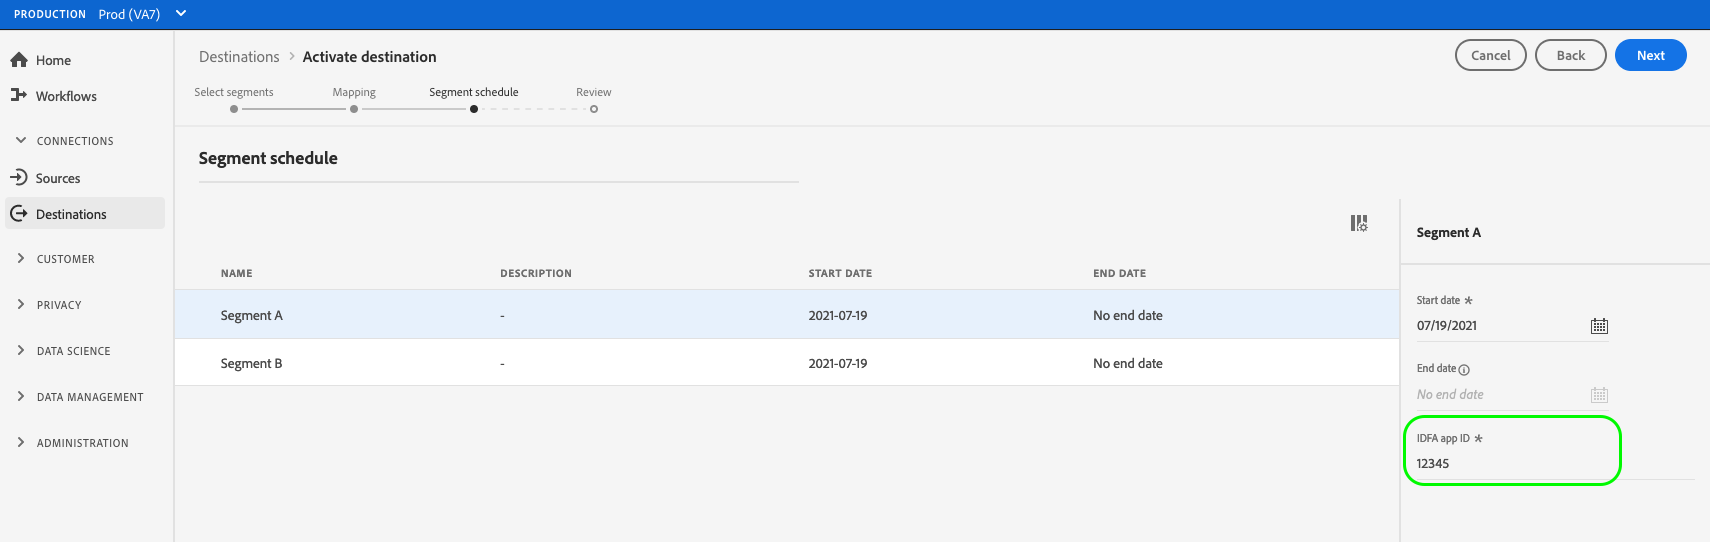 PRODUCTION Prod (VA7)
Home
Workflows
CONNECTIONS
Sources
Destinations
CUSTOMER
PRIVACY
DATA SCIENCE
DATA MANAGEMENT
ADMINISTRATION
Destinations > Activate destination
Cancel Back Next
Select segments Mapping Segment schedule Review
Segment schedule
NAME DESCRIPTION START DATE END DATE
Segment A - 2021-07-19 No end date
Segment B - 2021-07-19 No end date
Segment A
Start date *
07/19/2021
End date
No end date
IDFA app ID *
12345